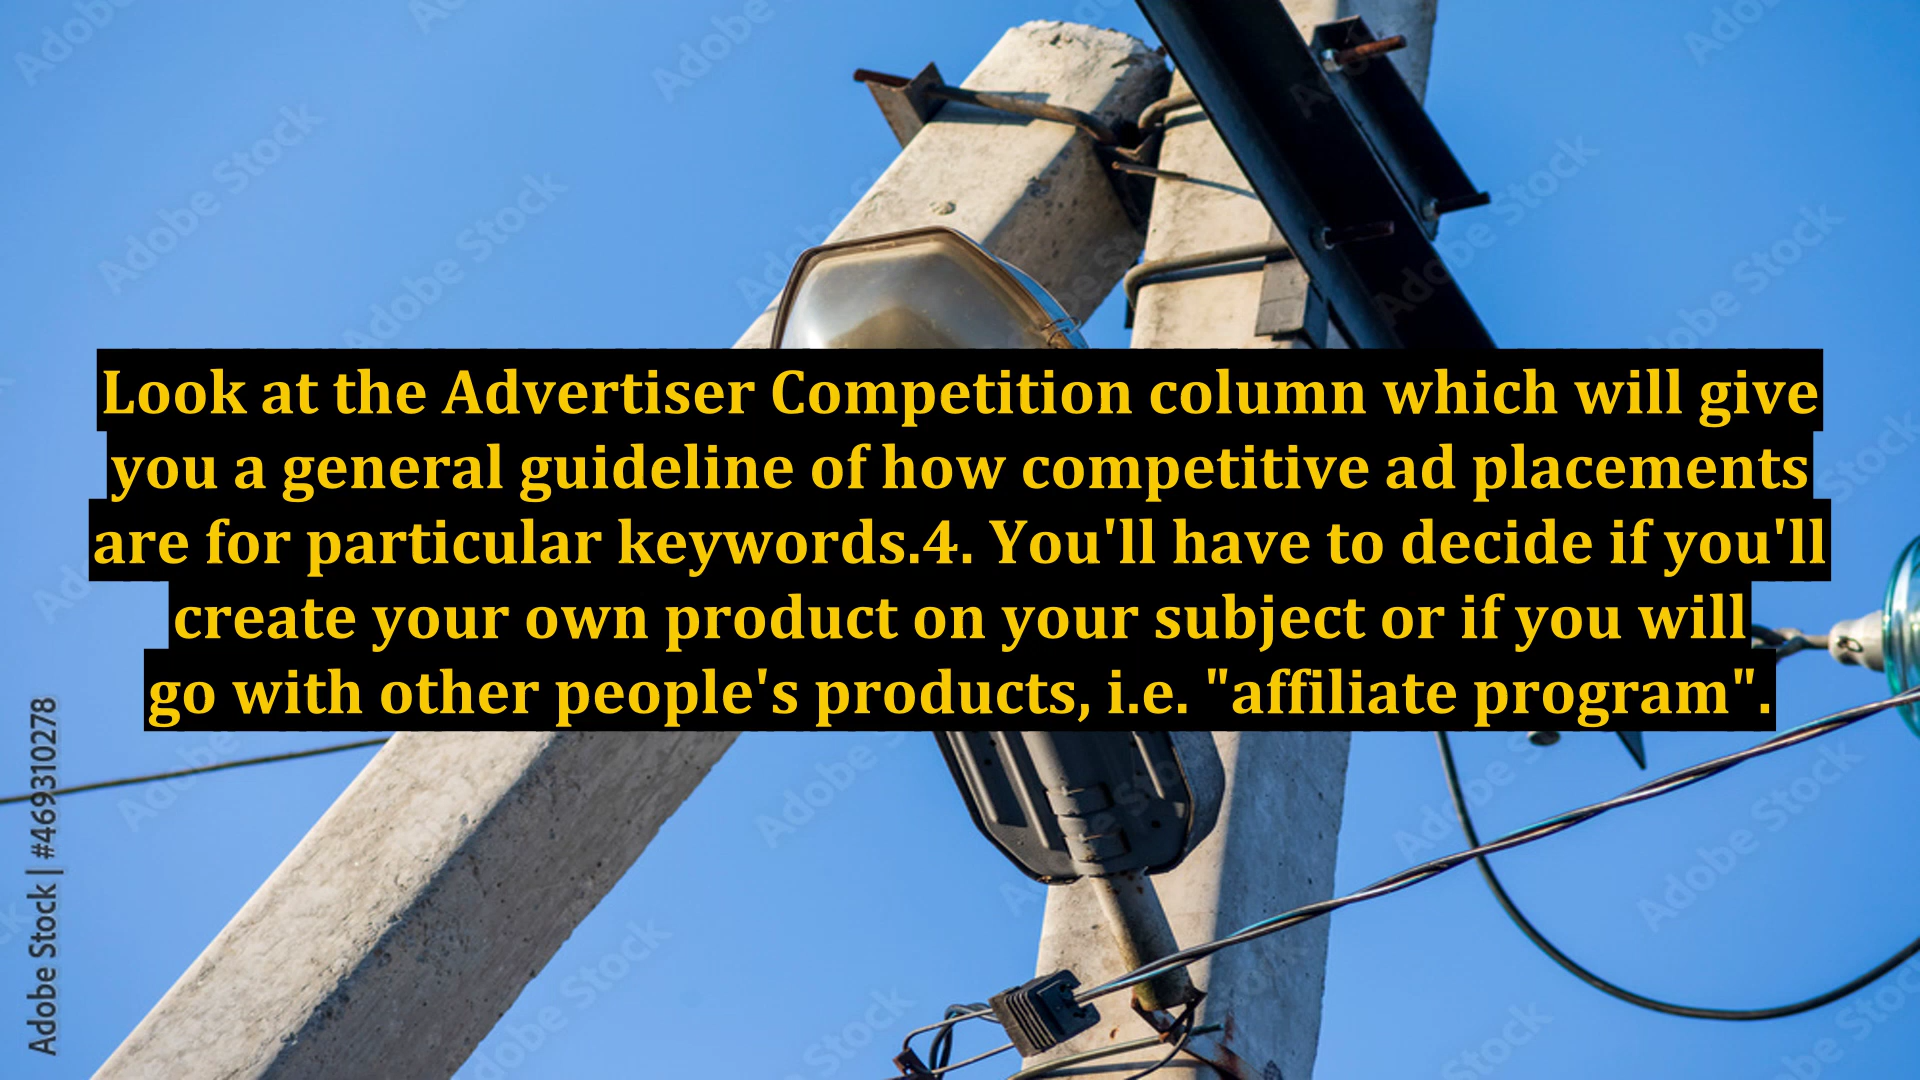 Look at the Advertiser Competition column which will give
you a general guideline of how competitive ad placements
are for particular keywords.4. You'll have to decide if you'll
create your own product on your subject or if you will
go with other people's products, i.e. "affiliate program".
Adobe Stock | #469310278
Adobe Stock